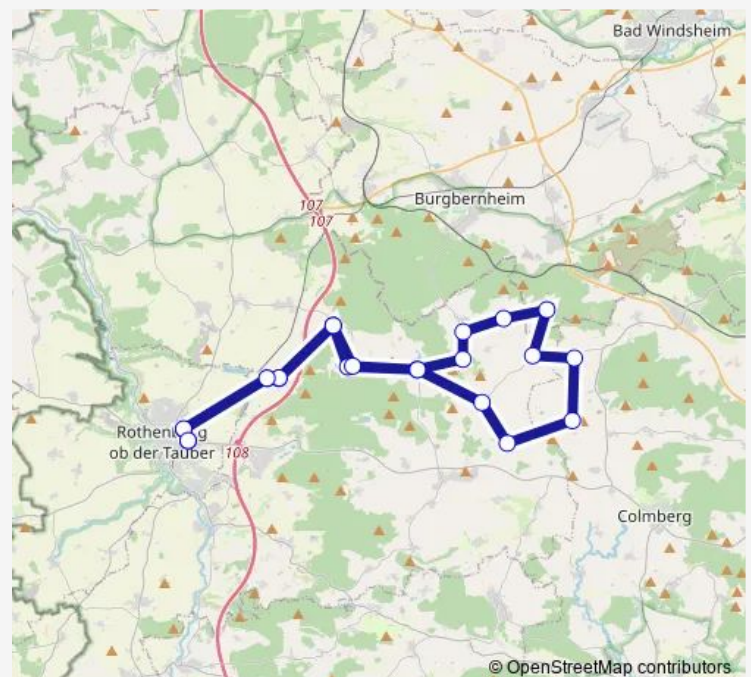 Bad Windsheim
Burgbernheim
107
107
Rothenburg
ob der Tauber
108
Colmberg
© OpenStreetMap contributors